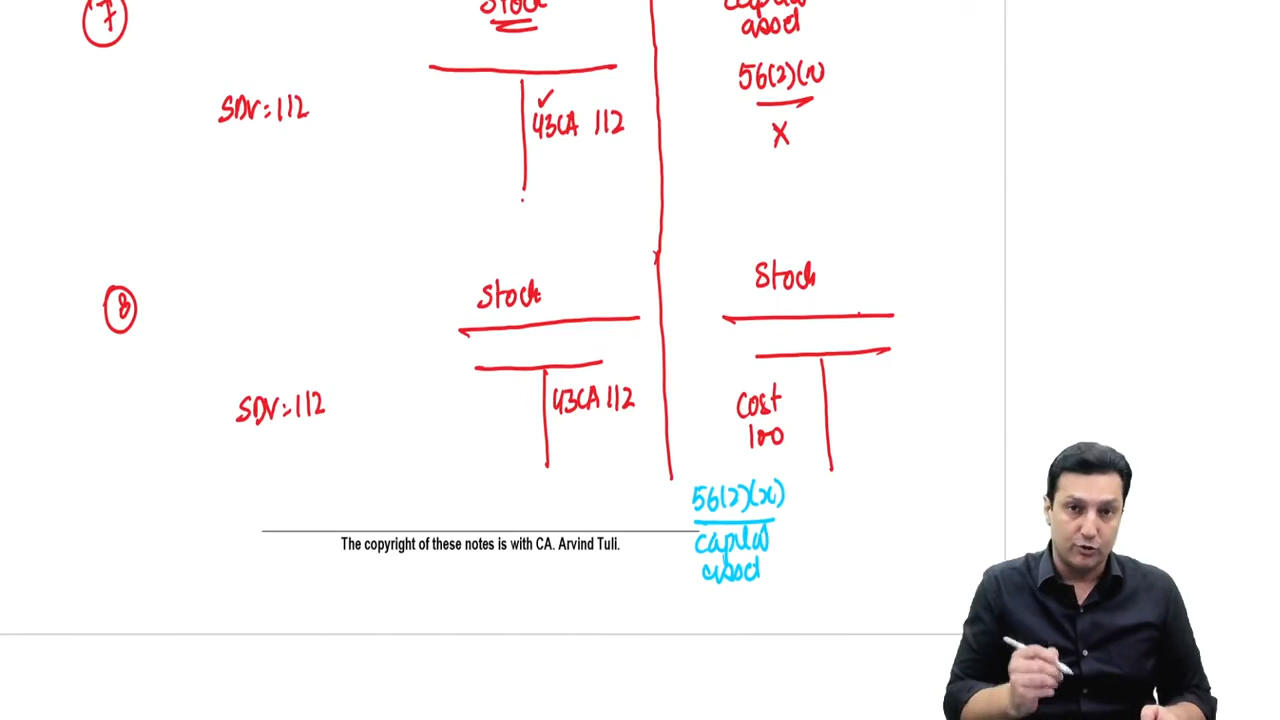 7
Stock
capital
asset
56(2)(x)
SDV=112
43CA 112
X
8
Stock
Stock
SDV=112
43CA 112
Cost
100
56(2)(x)
capital
asset
The copyright of these notes is with CA. Arvind Tuli.